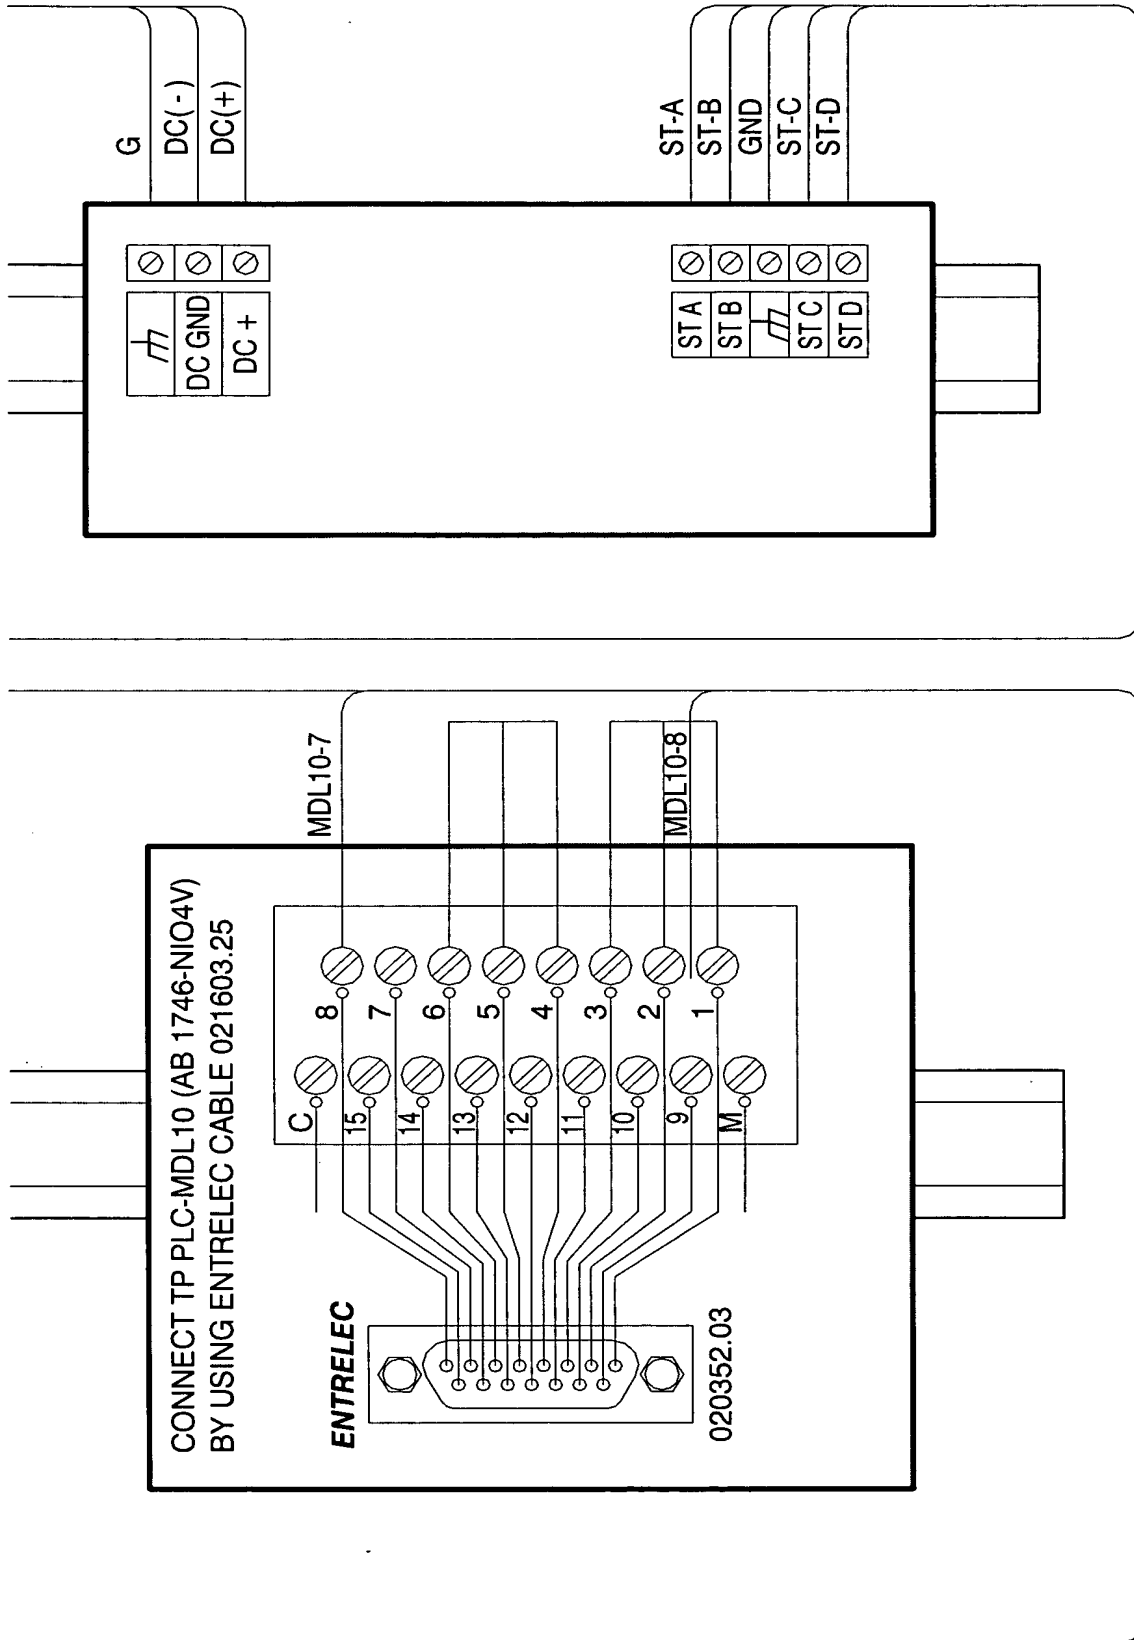 G
DC(-)
DC(+)
ST-A
ST-B
GND
ST-C
ST-D
DC GND
DC +
ST A
ST B
ST C
ST D
MDL10-7
MDL10-8
CONNECT TP PLC-MDL10 (AB 1746-NIO4V)
BY USING ENTRELEC CABLE 021603.25
8
7
6
5
4
3
2
1
C
15
14
13
12
11
10
9
M
ENTRELEC
020352.03